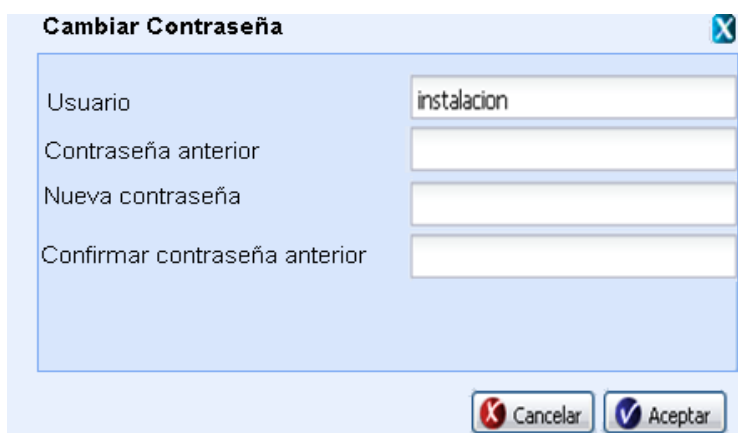 Cambiar Contraseña
Usuario instalacion
Contraseña anterior
Nueva contraseña
Confirmar contraseña anterior
Cancelar Aceptar